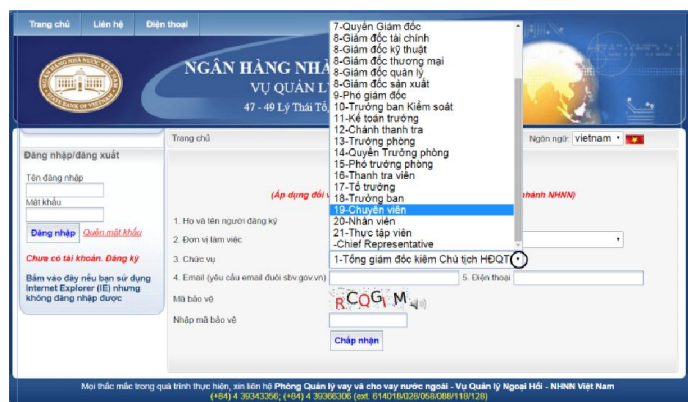 Trang chủ Liên hệ Điện thoại
NGÂN HÀNG NHÀ
VỤ QUẢN L
47 - 49 Lý Thái Tổ,
STATE BANK OF VIETNAM
Trang chủ
Ngôn ngữ: vietnam
Đăng nhập/đăng xuất
Tên đăng nhập
Mật khẩu
Đăng nhập Quên mật khẩu
Chưa có tài khoản. Đăng ký
Bấm vào đây nếu bạn sử dụng
Internet Explorer (IE) nhưng
không đăng nhập được
(Áp dụng đối v
nhánh NHNN)
1. Họ và tên người đăng ký
2. Đơn vị làm việc
3. Chức vụ
7-Quyền Giám đốc
8-Giám đốc tài chính
8-Giám đốc kỹ thuật
8-Giám đốc thương mại
8-Giám đốc quản lý
8-Giám đốc sản xuất
9-Phó giám đốc
10-Trưởng ban Kiểm soát
11-Kế toán trưởng
12-Chánh thanh tra
13-Trưởng phòng
14-Quyền Trưởng phòng
15-Phó trưởng phòng
16-Thanh tra viên
17-Tổ trưởng
18-Trưởng ban
19-Chuyên viên
20-Nhân viên
21-Thực tập viên
-Chief Representative
1-Tổng giám đốc kiêm Chủ tịch HĐQT
4. Email (yêu cầu email đuôi sbv.gov.vn)
5. Điện thoại
Mã bảo vệ
RCQGIM
Nhập mã bảo vệ
Chấp nhận
Mọi thắc mắc trong quá trình thực hiện, xin liên hệ Phòng Quản lý vay và cho vay nước ngoài - Vụ Quản lý Ngoại Hối - NHNN Việt Nam
(+84) 4 39343356; (+84) 4 39366306 (ext. 614018/028/058/088/118/128)